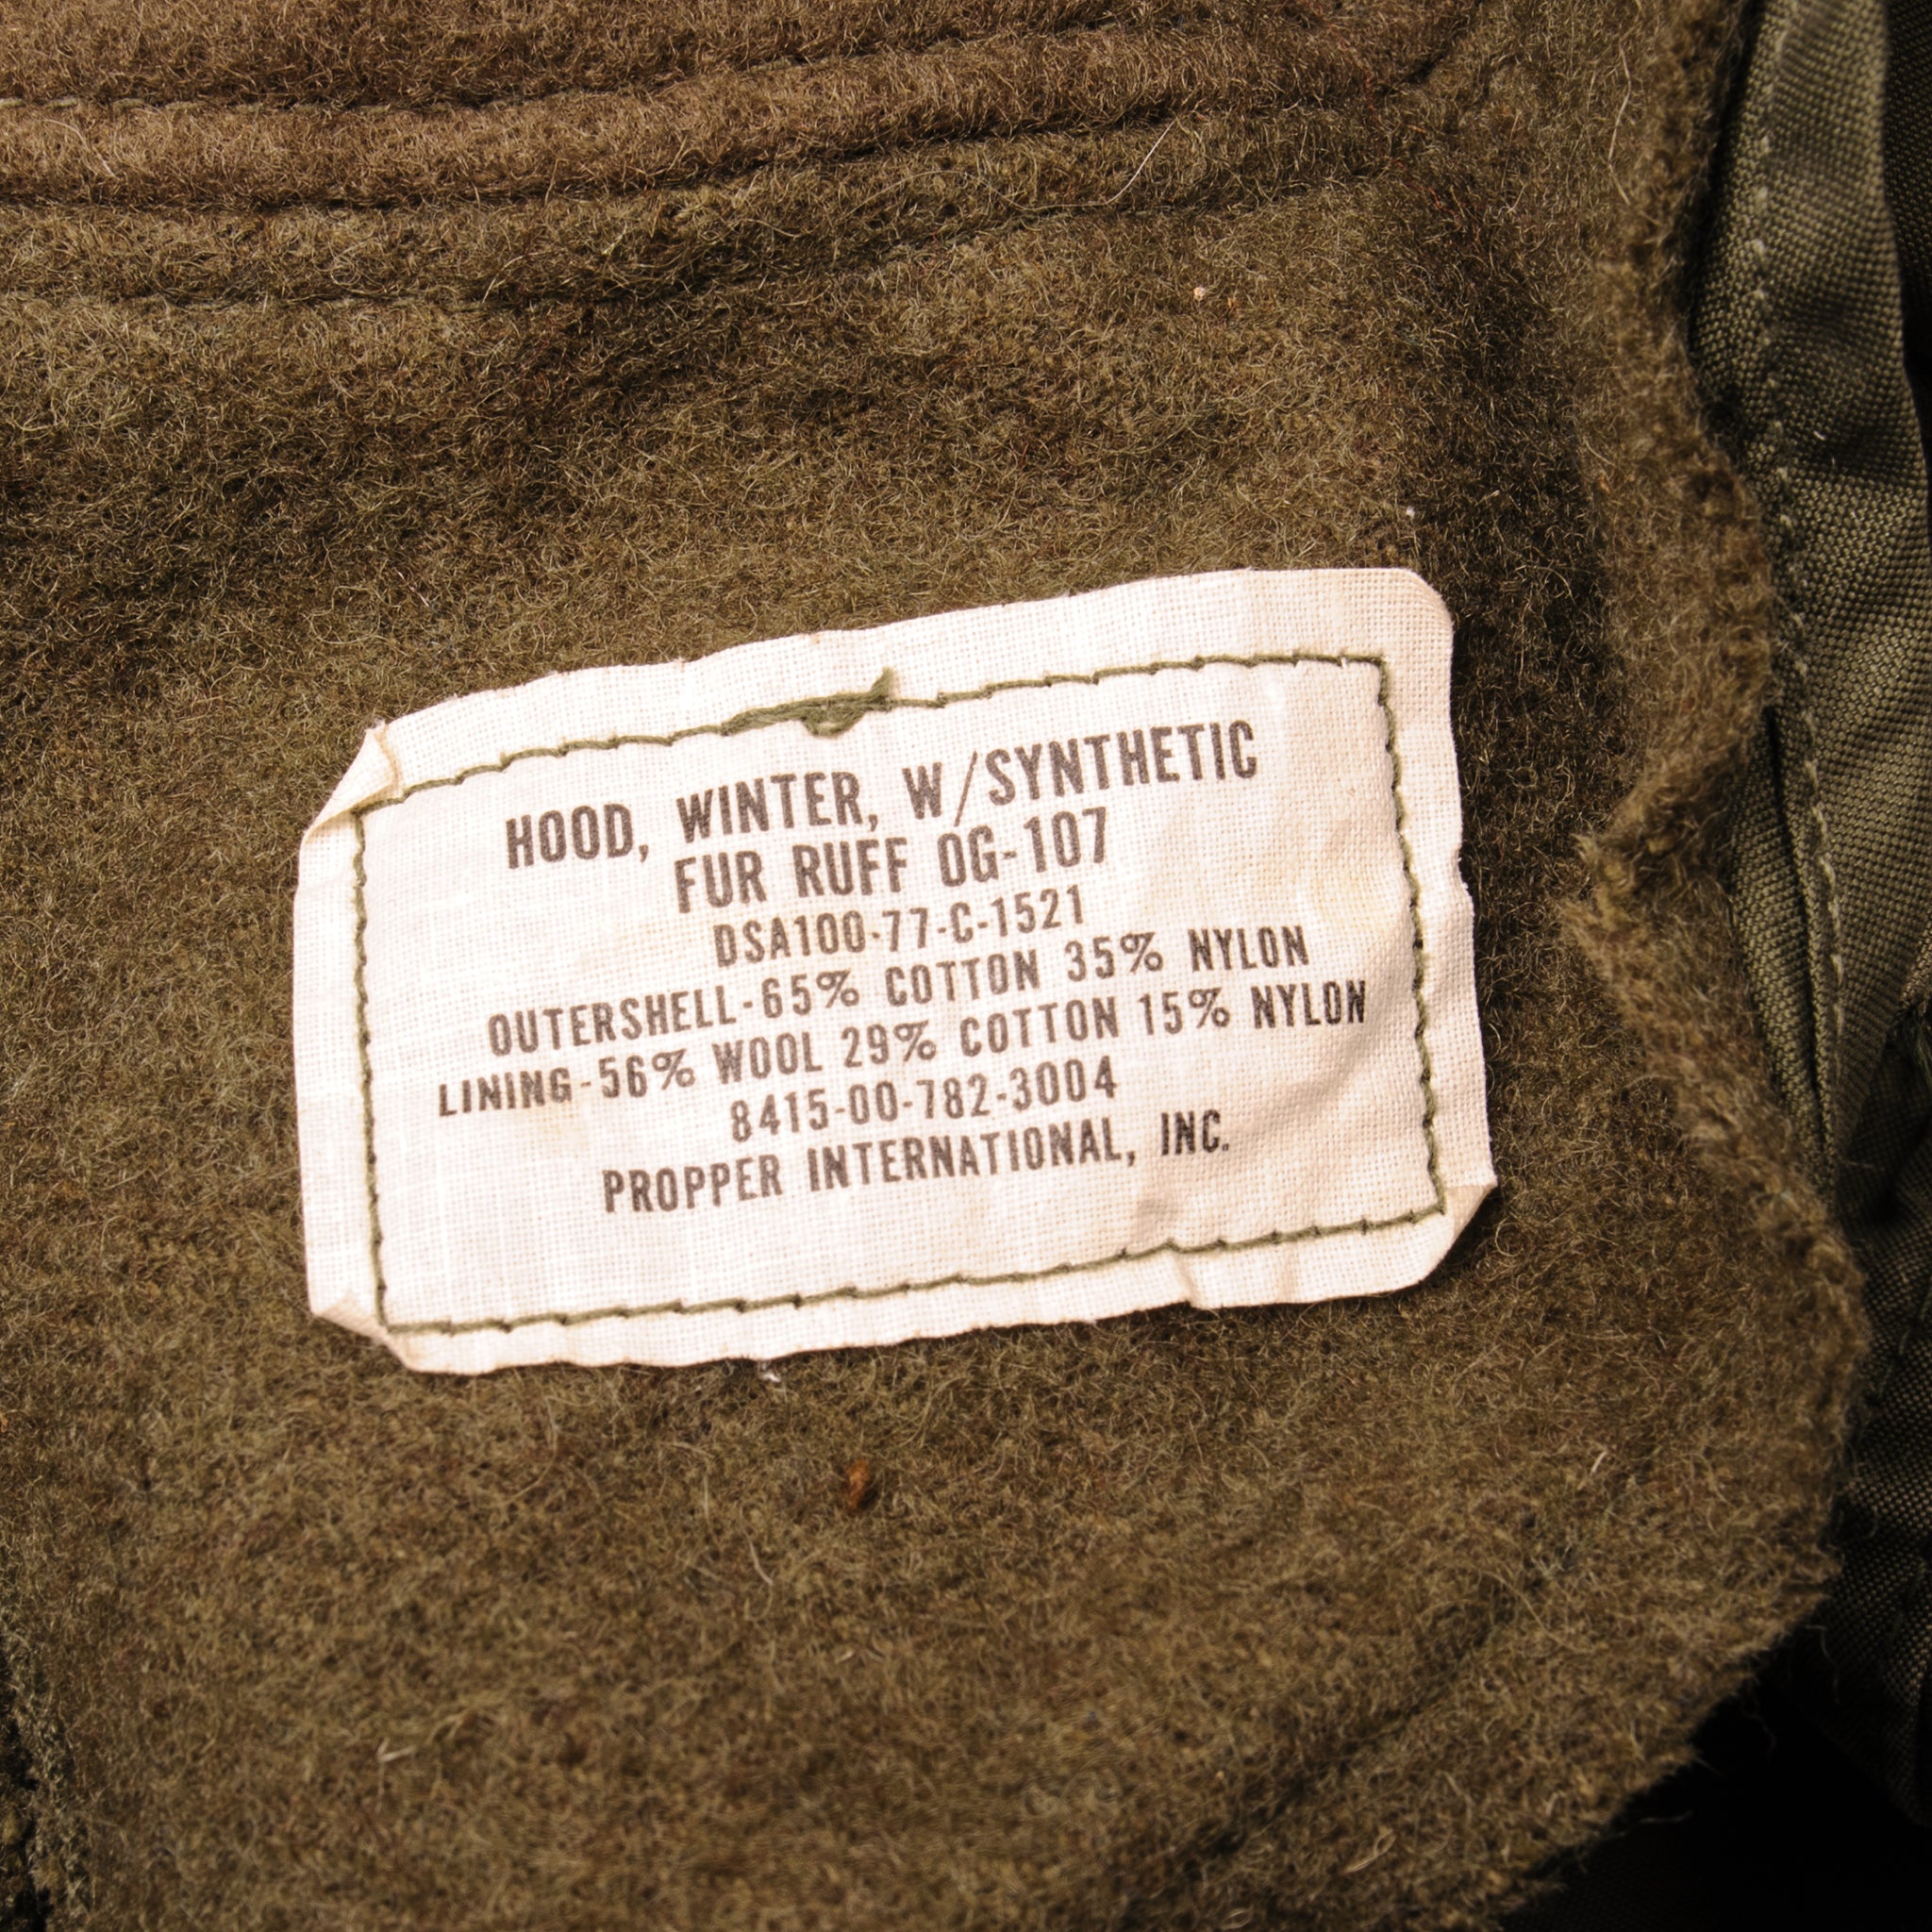 HOOD, WINTER, W/SYNTHETIC
FUR RUFF OG-107
DSA100-77-C-1521
OUTERSHELL-65% COTTON 35% NYLON
LINING-56% WOOL 29% COTTON 15% NYLON
8415-00-782-3004
PROPPER INTERNATIONAL, INC.